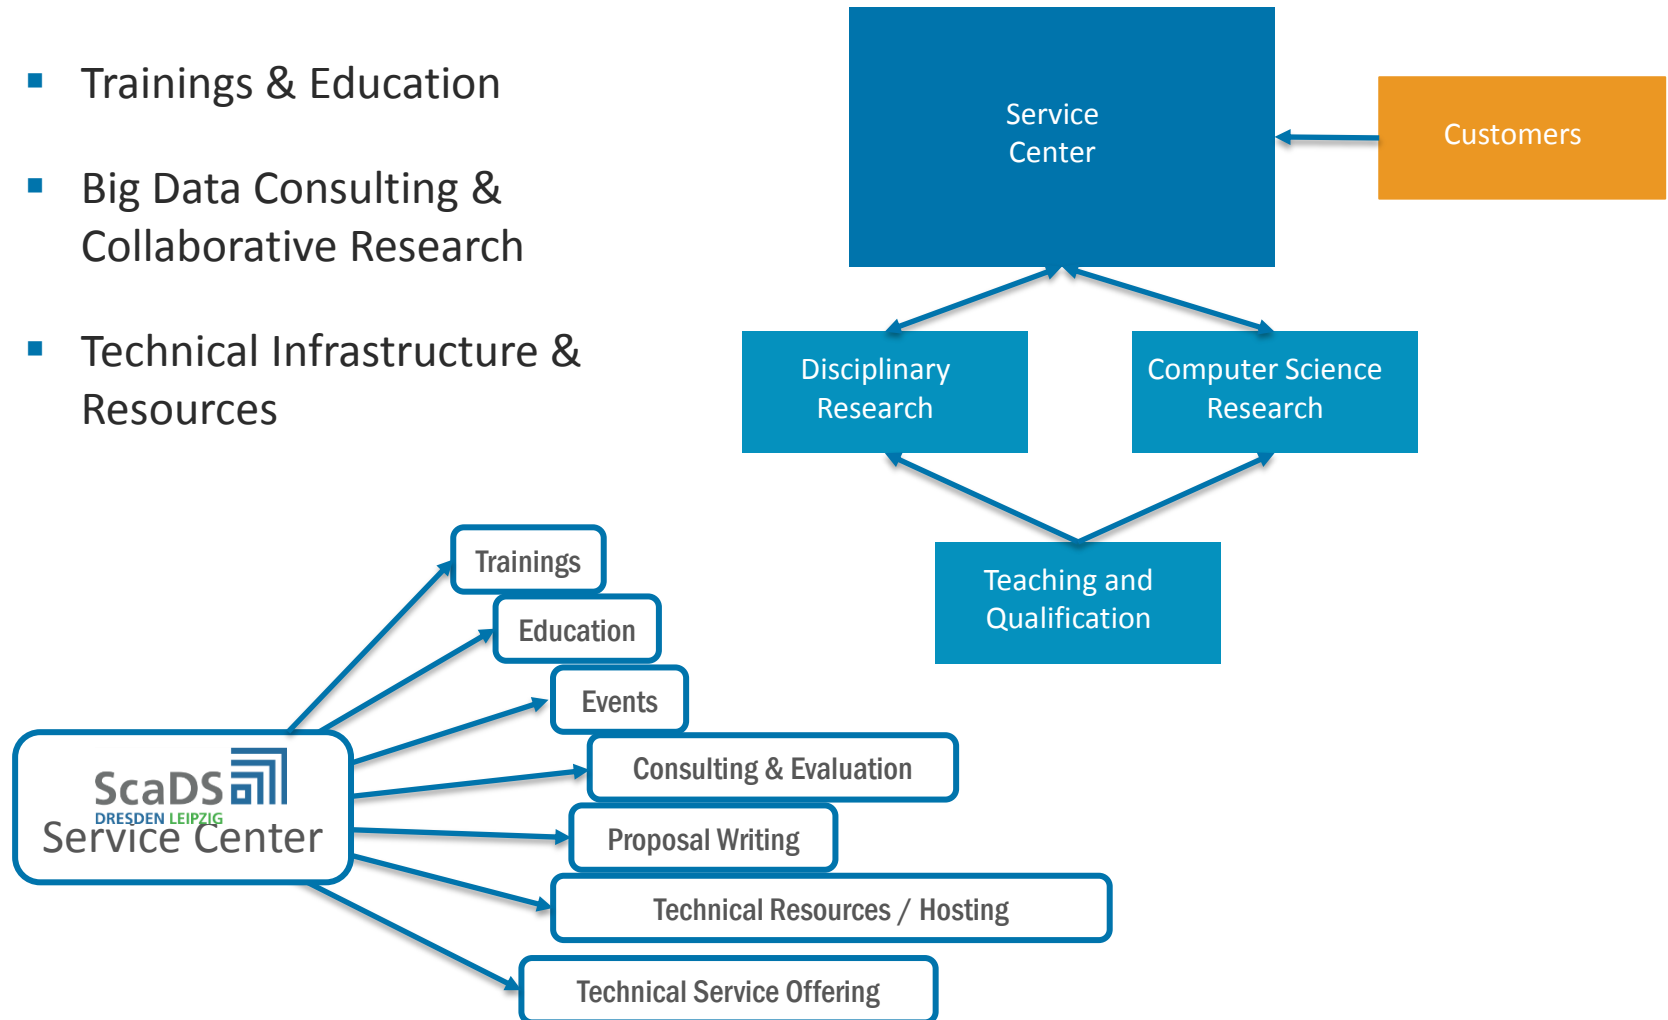 Trainings & Education
Big Data Consulting &
Collaborative Research
Technical Infrastructure &
Resources
Service
Center
Customers
Disciplinary
Research
Computer Science
Research
Teaching and
Qualification
Trainings
Education
Events
Consulting & Evaluation
Proposal Writing
Technical Resources / Hosting
Technical Service Offering
ScaDS
DRESDEN LEIPZIG
Service Center